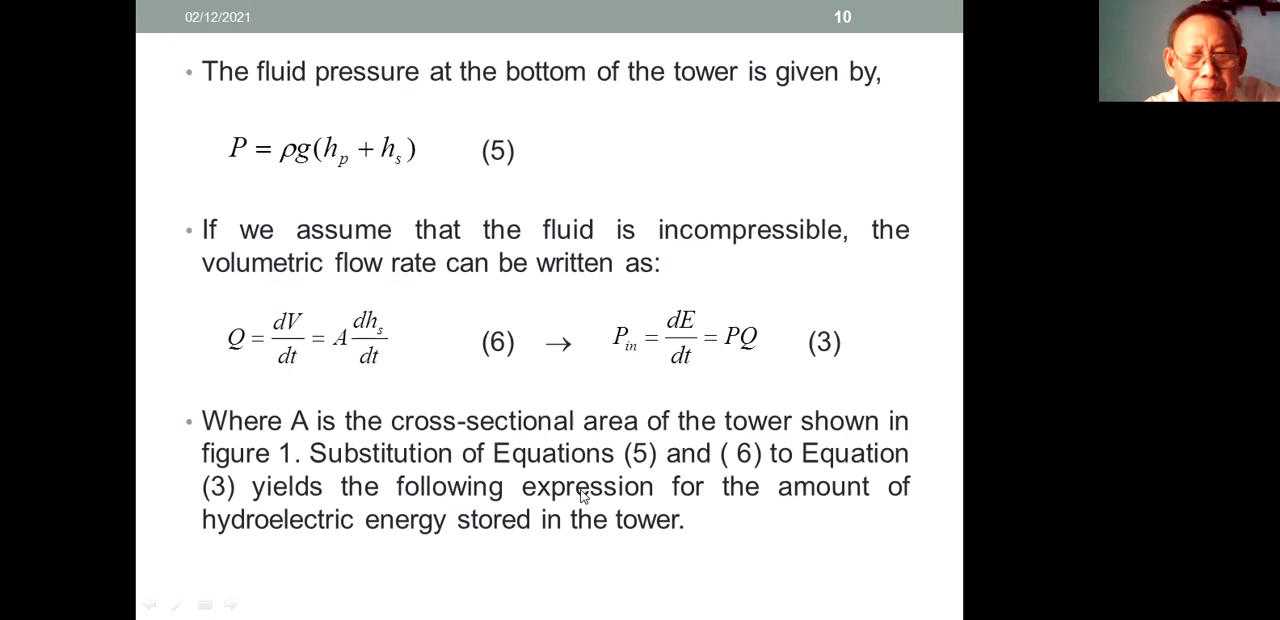 02/12/2021
10
• The fluid pressure at the bottom of the tower is given by,
P = ρg(h_p + h_s) (5)
• If we assume that the fluid is incompressible, the
volumetric flow rate can be written as:
Q = dV/dt = A dh_s/dt (6) → P_in = dE/dt = PQ (3)
• Where A is the cross-sectional area of the tower shown in
figure 1. Substitution of Equations (5) and ( 6) to Equation
(3) yields the following expression for the amount of
hydroelectric energy stored in the tower.